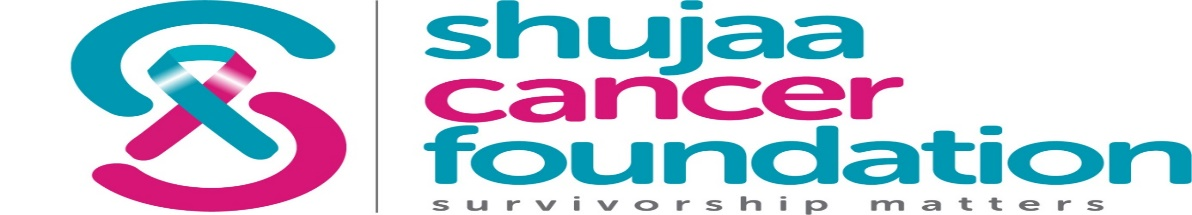 shujaa
cancer
foundation
survivorship matters